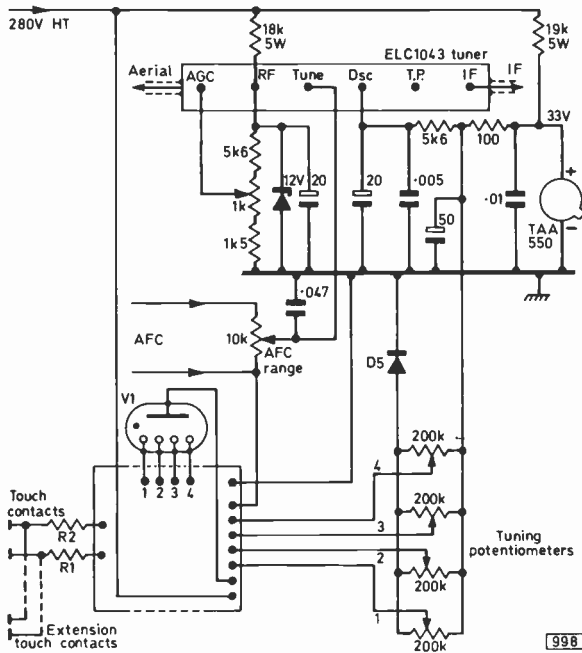 280V HT
18k
5W
19k
5W
ELC1043 tuner
Aerial
AGC
RF
Tune
Dsc
T.P.
IF
IF
5k6
1k
1k5
12V
20
20
·005
5k6
100
50
·01
33V
+
−
TAA
550
·047
AFC
10k
AFC
range
D5
V1
1 2 3 4
Touch
contacts
R2
R1
Extension
touch contacts
4
3
2
1
200k
200k
200k
200k
Tuning
potentiometers
998